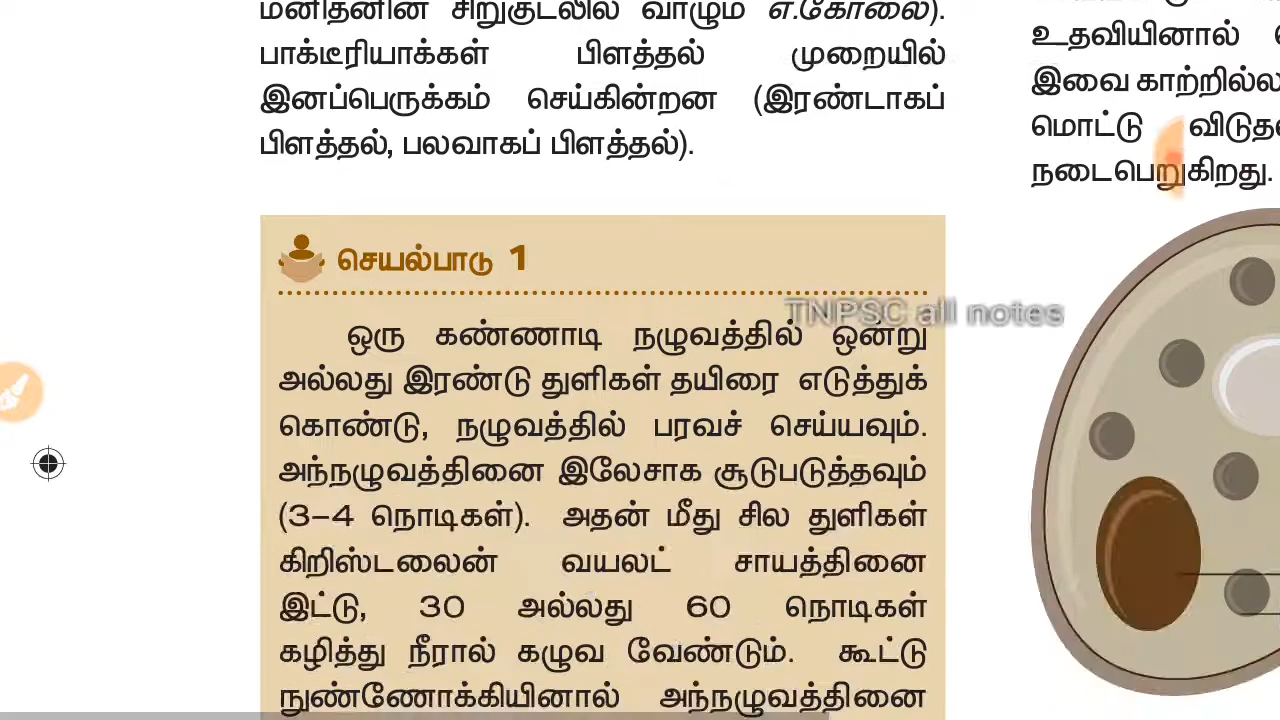 மனிதனின் சிறுகுடலில் வாழும் எ.கோலை).
பாக்டீரியாக்கள் பிளத்தல் முறையில்
இனப்பெருக்கம் செய்கின்றன (இரண்டாகப்
பிளத்தல், பலவாகப் பிளத்தல்).
செயல்பாடு 1
ஒரு கண்ணாடி நழுவத்தில் ஒன்று
அல்லது இரண்டு துளிகள் தயிரை எடுத்துக்
கொண்டு, நழுவத்தில் பரவச் செய்யவும்.
அந்நழுவத்தினை இலேசாக சூடுபடுத்தவும்
(3–4 நொடிகள்). அதன் மீது சில துளிகள்
கிறிஸ்டலைன் வயலட் சாயத்தினை
இட்டு, 30 அல்லது 60 நொடிகள்
கழித்து நீரால் கழுவ வேண்டும். கூட்டு
நுண்ணோக்கியினால் அந்நழுவத்தினை
உதவியினால்
இவை காற்றில்ல
மொட்டு விடுதல்
நடைபெறுகிறது.
TNPSC all notes